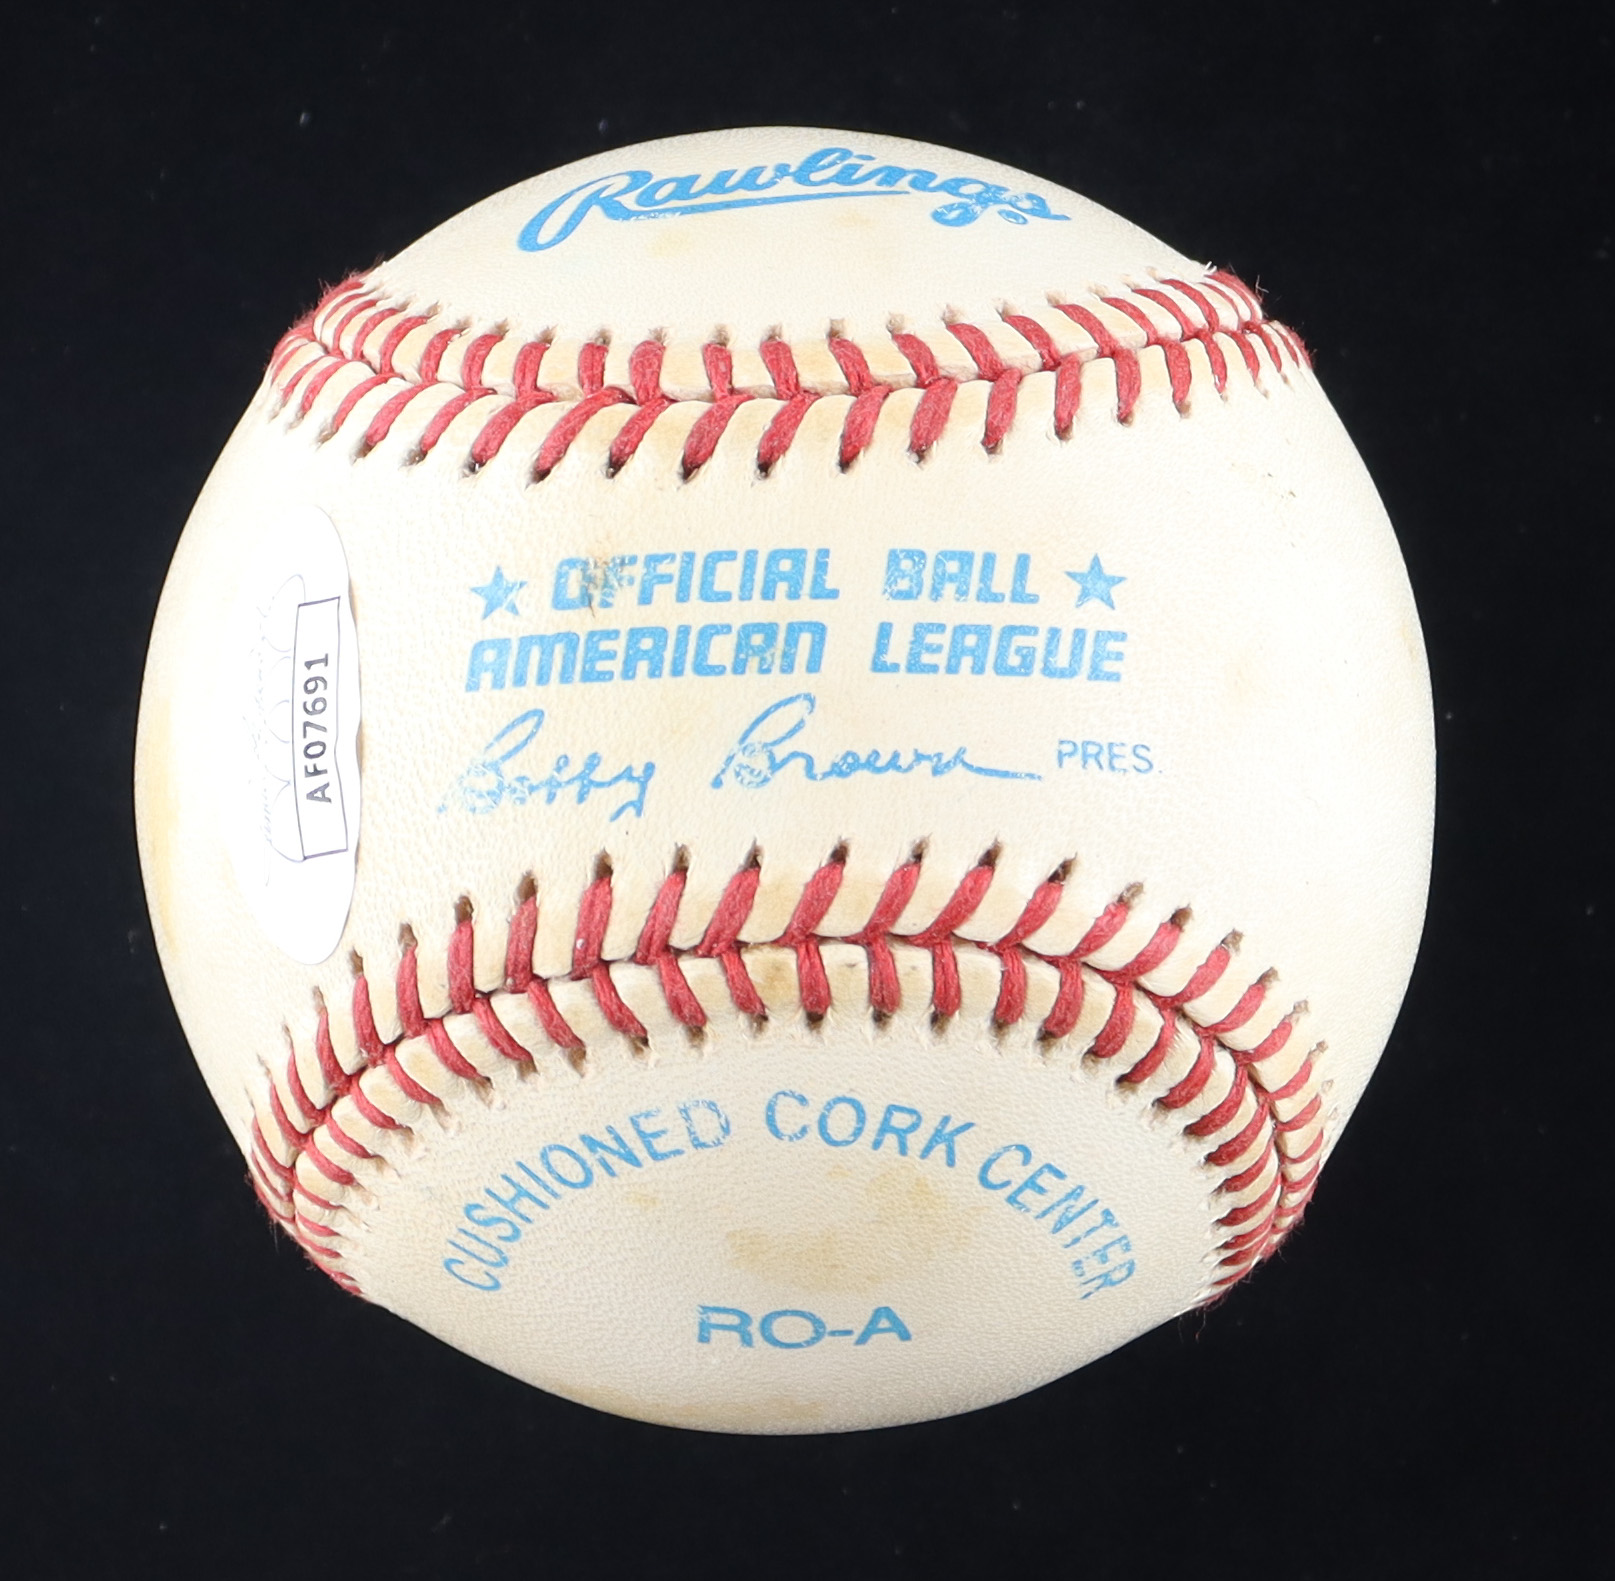 Rawlings
★ OFFICIAL BALL ★
AMERICAN LEAGUE
Bobby Brown PRES.
AF07691
CUSHIONED CORK CENTER
RO-A